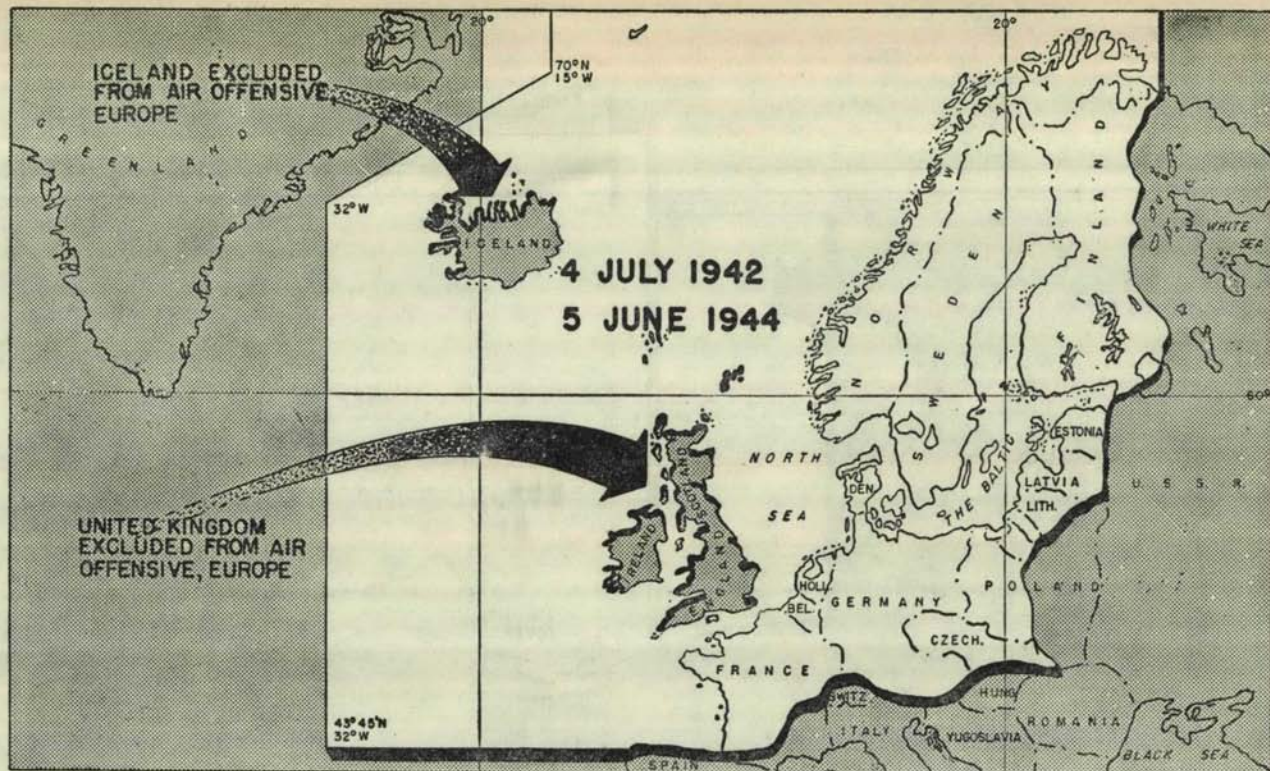 20°
20°
ICELAND EXCLUDED
FROM AIR OFFENSIVE,
EUROPE
70°N
15°W
GREENLAND
32°W
ICELAND
WHITE
SEA
4 JULY 1942
5 JUNE 1944
NORWAY
SWEDEN
FINLAND
60°
NORTH
SEA
SCOTLAND
DEN.
THE BALTIC
ESTONIA
LATVIA
LITH.
U.S.S.R.
UNITED KINGDOM
EXCLUDED FROM AIR
OFFENSIVE, EUROPE
IRELAND
ENGLAND
HOLL.
BEL.
GERMANY
POLAND
CZECH.
FRANCE
SWITZ.
HUNG.
43°45'N
32°W
ITALY
YUGOSLAVIA
ROMANIA
BLACK SEA
SPAIN